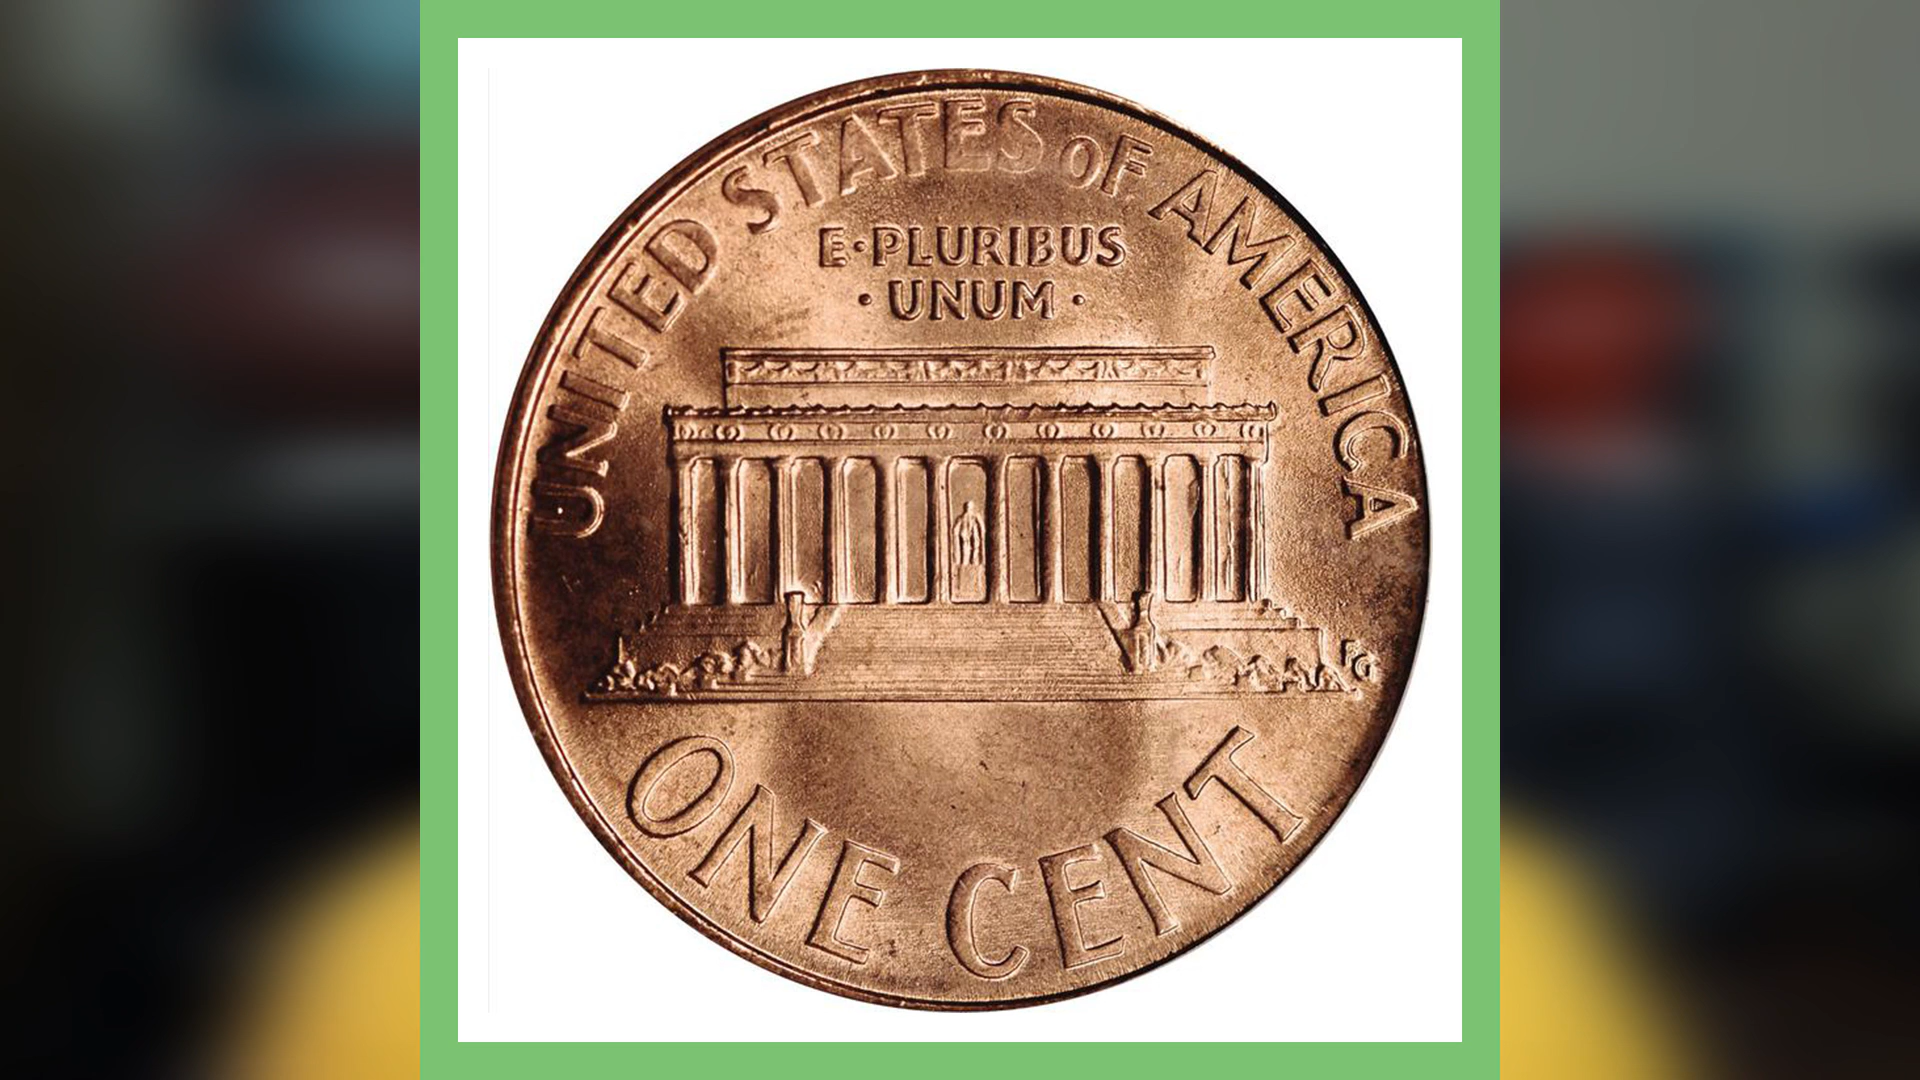 UNITED STATES OF AMERICA
E·PLURIBUS
·UNUM·
ONE CENT
FG